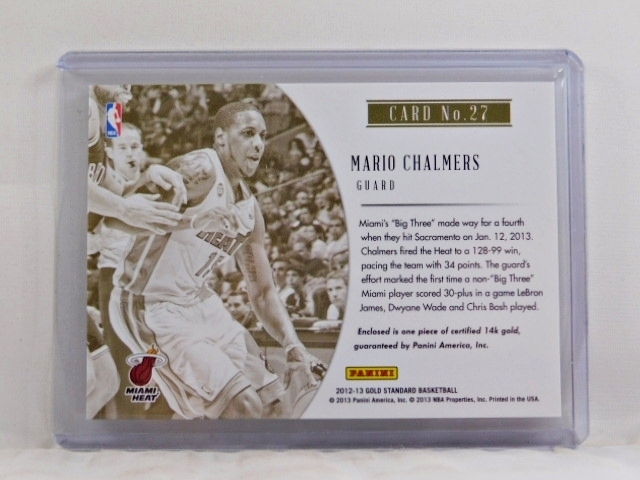 CARD No.27
MARIO CHALMERS
GUARD
Miami's "Big Three" made way for a fourth
when they hit Sacramento on Jan. 12, 2013.
Chalmers fired the Heat to a 128-99 win,
pacing the team with 34 points. The guard's
effort marked the first time a non-"Big Three"
Miami player scored 30-plus in a game LeBron
James, Dwyane Wade and Chris Bosh played.
Enclosed is one piece of certified 14k gold,
guaranteed by Panini America, Inc.
PANINI
2012-13 GOLD STANDARD BASKETBALL
© 2013 Panini America, Inc. © 2013 NBA Properties, Inc. Printed in the USA.
NBA
HEAT
MIAMI
HEAT